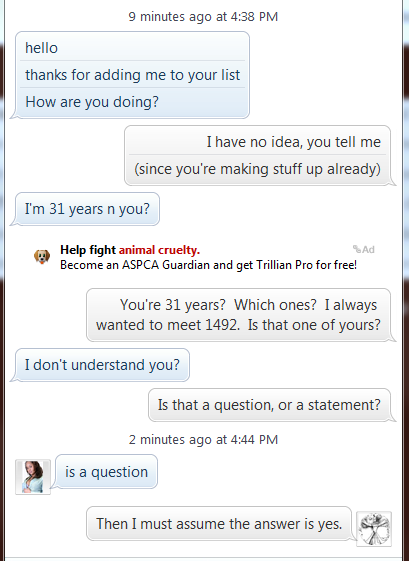 9 minutes ago at 4:38 PM
hello
thanks for adding me to your list
How are you doing?
I have no idea, you tell me
(since you're making stuff up already)
I'm 31 years n you?
Help fight animal cruelty.
Ad
Become an ASPCA Guardian and get Trillian Pro for free!
You're 31 years?  Which ones?  I always
wanted to meet 1492.  Is that one of yours?
I don't understand you?
Is that a question, or a statement?
2 minutes ago at 4:44 PM
is a question
Then I must assume the answer is yes.